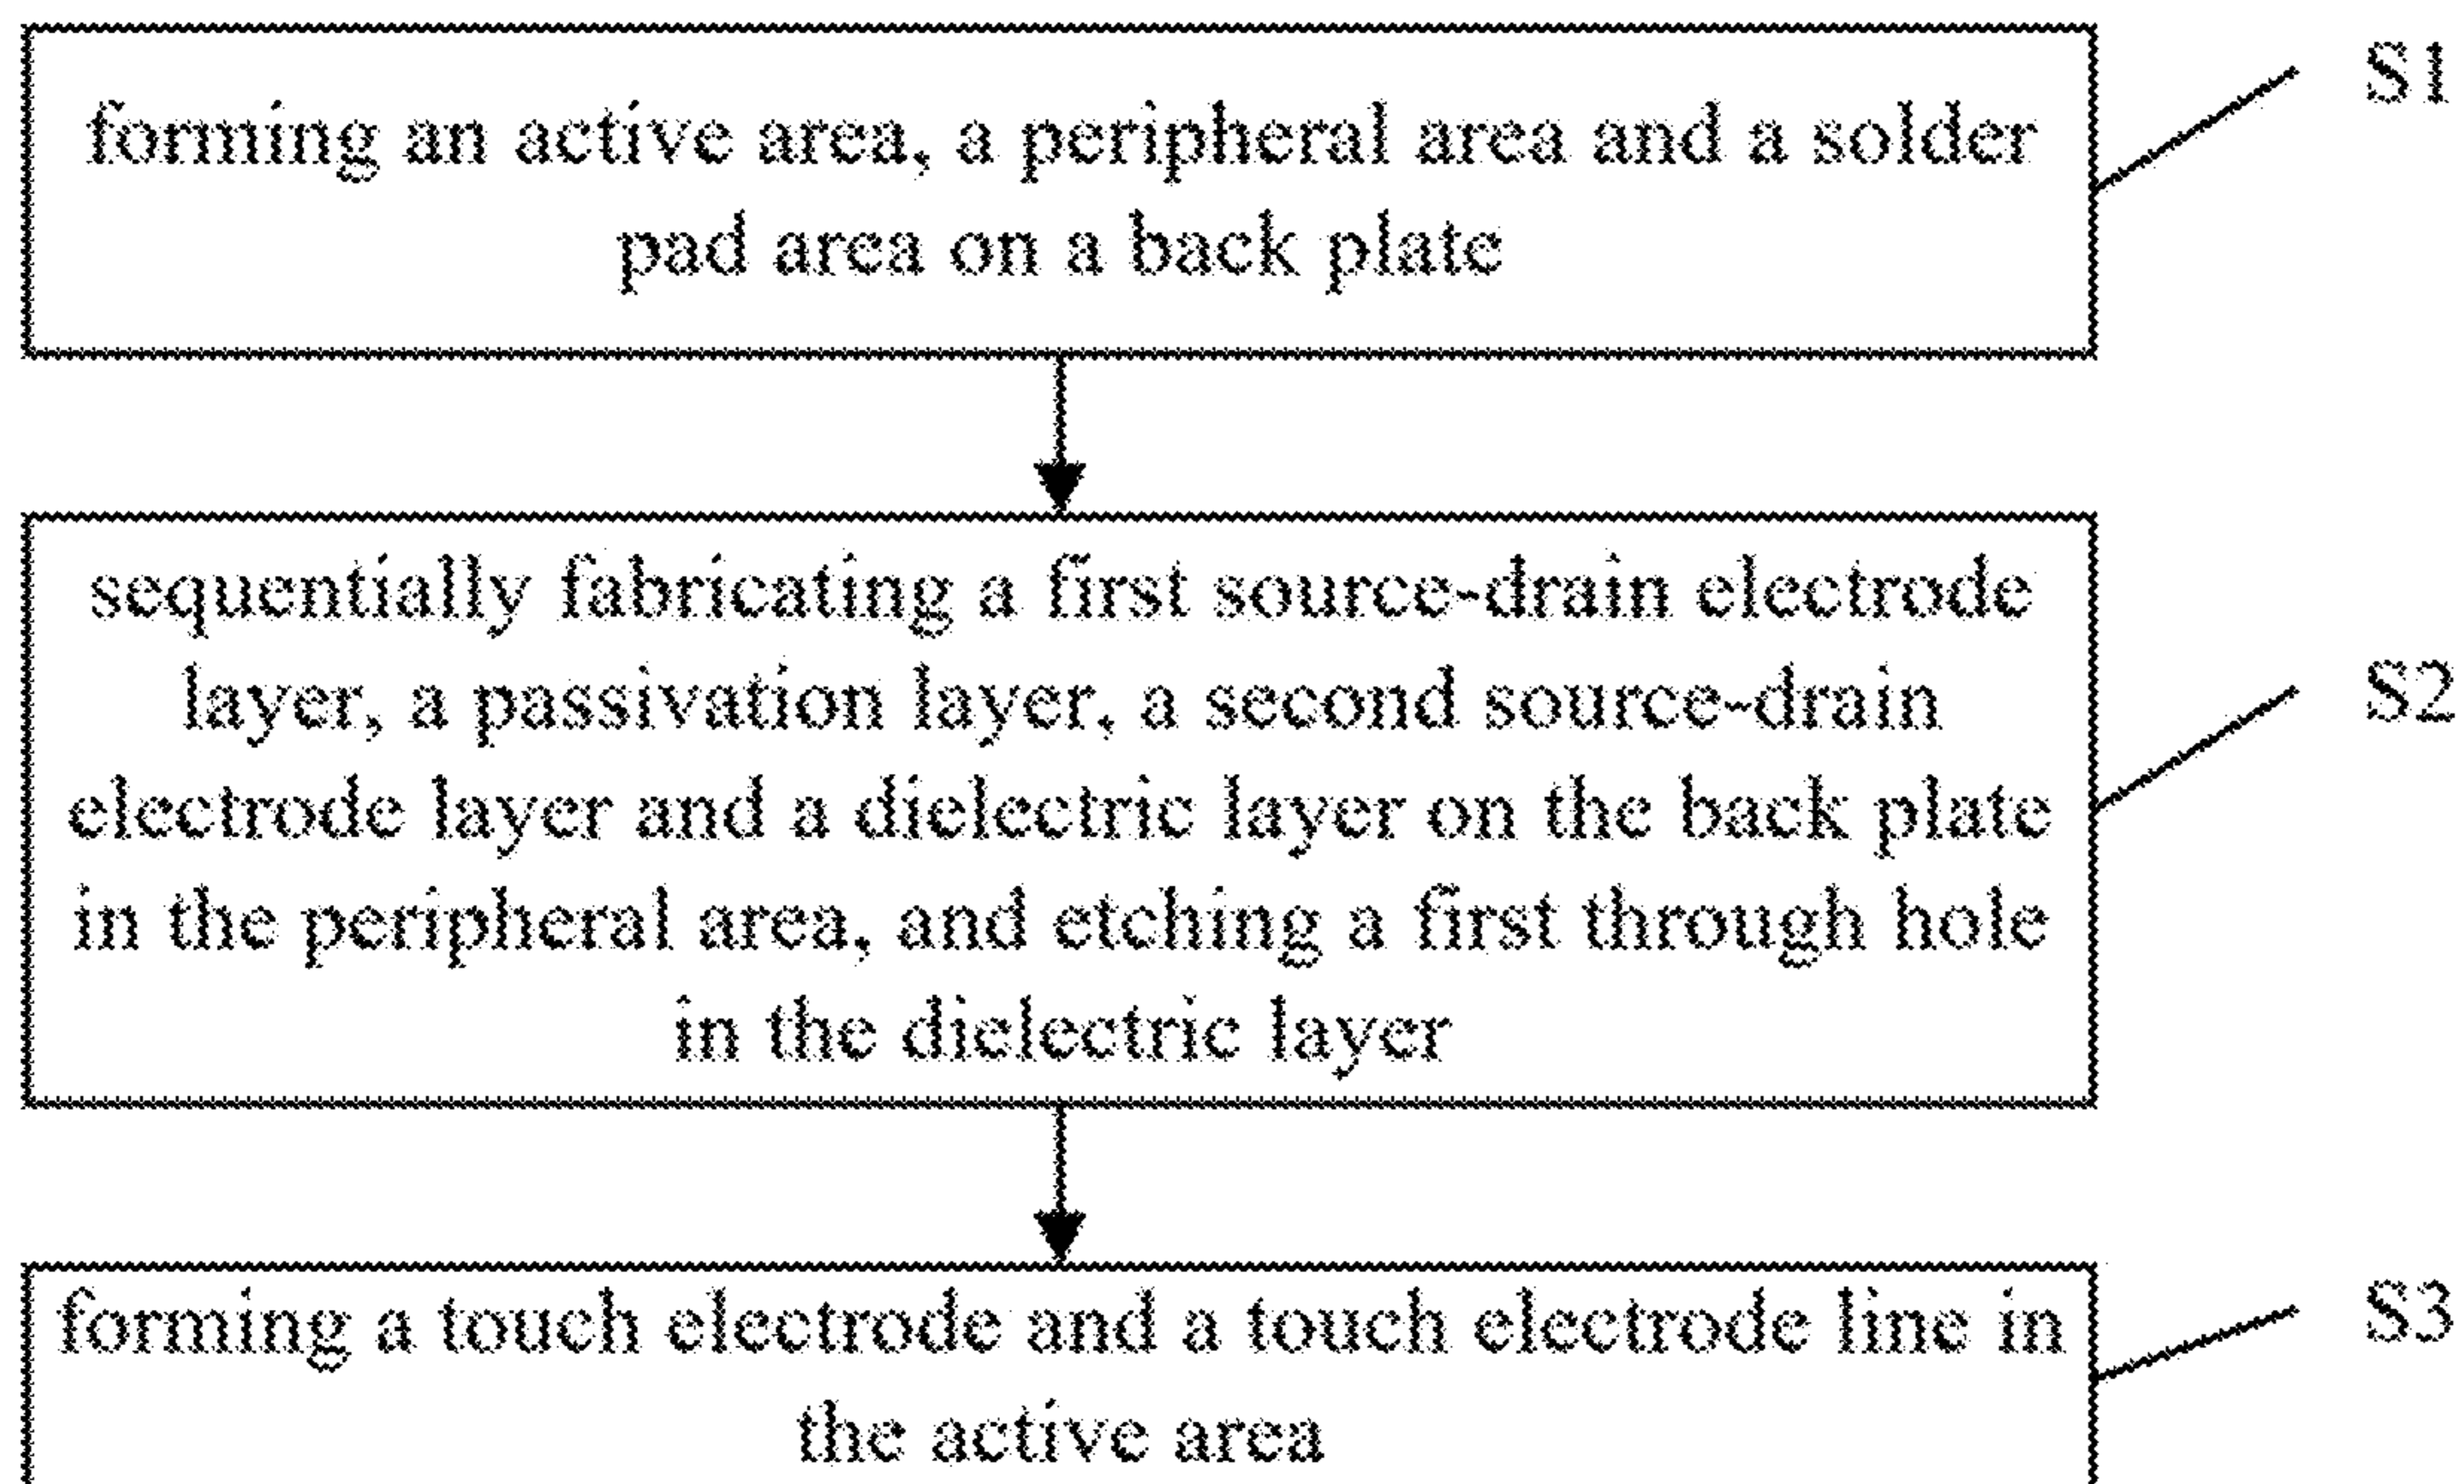 forming an active area, a peripheral area and a solder
pad area on a back plate
S1
sequentially fabricating a first source-drain electrode
layer, a passivation layer, a second source-drain
electrode layer and a dielectric layer on the back plate
in the peripheral area, and etching a first through hole
in the dielectric layer
S2
forming a touch electrode and a touch electrode line in
the active area
S3